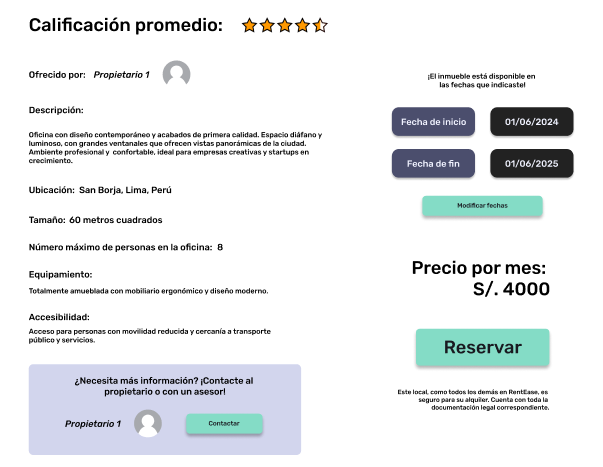 Calificación promedio:
Ofrecido por: Propietario 1
Descripción:
Oficina con diseño contemporáneo y acabados de primera calidad. Espacio diáfano y
luminoso, con grandes ventanales que ofrecen vistas panorámicas de la ciudad.
Ambiente profesional y confortable, ideal para empresas creativas y startups en
crecimiento.
Ubicación: San Borja, Lima, Perú
Tamaño: 60 metros cuadrados
Número máximo de personas en la oficina: 8
Equipamiento:
Totalmente amueblada con mobiliario ergonómico y diseño moderno.
Accesibilidad:
Acceso para personas con movilidad reducida y cercanía a transporte
público y servicios.
¿Necesita más información? ¡Contacte al
propietario o con un asesor!
Propietario 1
Contactar
¡El inmueble está disponible en
las fechas que indicaste!
Fecha de inicio
01/06/2024
Fecha de fin
01/06/2025
Modificar fechas
Precio por mes:
S/. 4000
Reservar
Este local, como todos los demás en RentEase, es
seguro para su alquiler. Cuenta con toda la
documentación legal correspondiente.